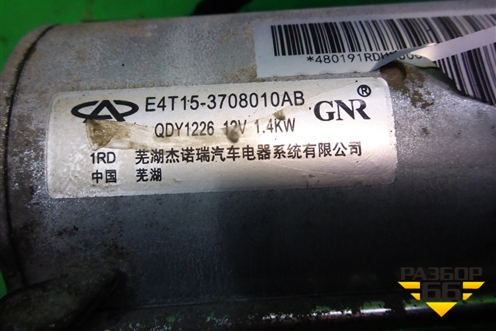 E4T15-3708010AB
GNR®
QDY1226 12V 1.4KW
1RD 芜湖杰诺瑞汽车电器系统有限公司
中国 芜湖
РАЗБОР
66